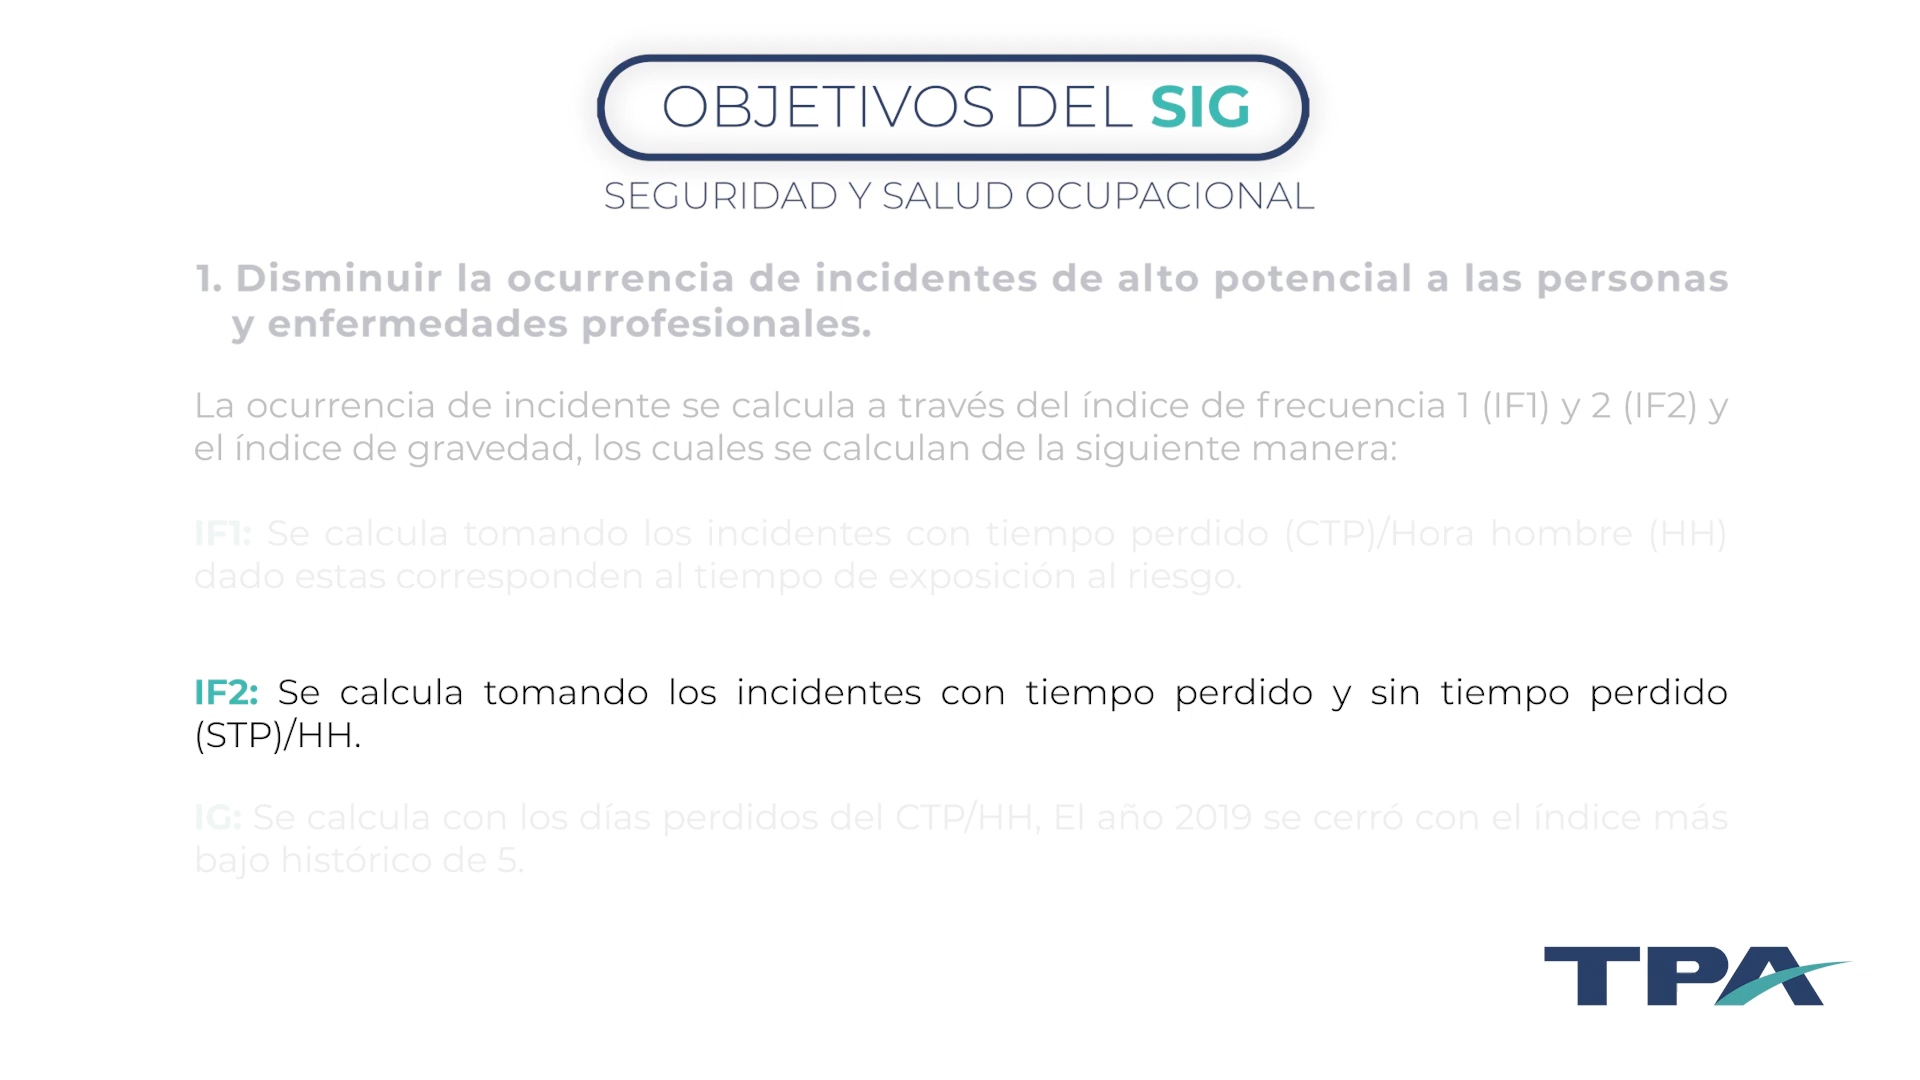 OBJETIVOS DEL SIG
SEGURIDAD Y SALUD OCUPACIONAL
1. Disminuir la ocurrencia de incidentes de alto potencial a las personas
y enfermedades profesionales.
La ocurrencia de incidente se calcula a través del índice de frecuencia 1 (IF1) y 2 (IF2) y
el índice de gravedad, los cuales se calculan de la siguiente manera:
IF1: Se calcula tomando los incidentes con tiempo perdido (CTP)/Hora hombre (HH)
dado estas corresponden al tiempo de exposición al riesgo.
IF2: Se calcula tomando los incidentes con tiempo perdido y sin tiempo perdido
(STP)/HH.
IG: Se calcula con los días perdidos del CTP/HH, El año 2019 se cerró con el índice más
bajo histórico de 5.
TPA